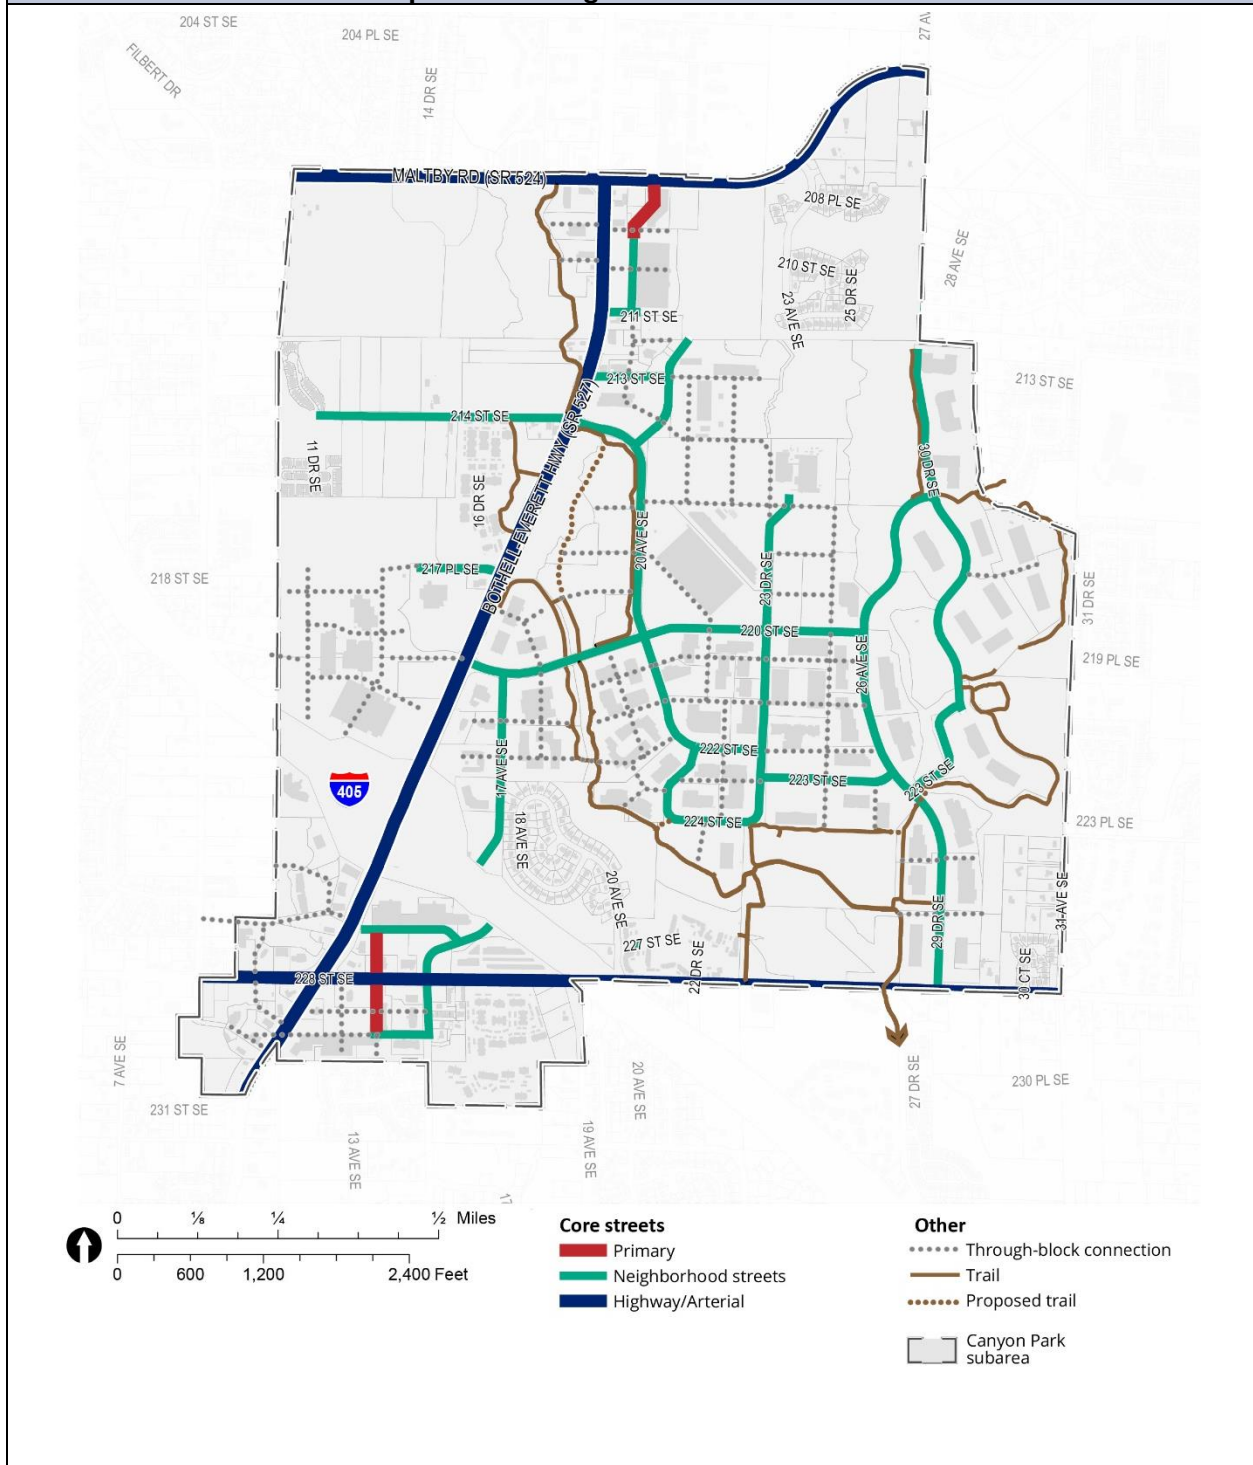 204 ST SE
204 PL SE
27 AV
FILBERT DR
14 DR SE
MALTBY RD (SR 524)
208 PL SE
210 ST SE
28 AVE SE
25 DR SE
23 AVE SE
211 ST SE
213 ST SE
213 ST SE
214 ST SE
BOTHELL-EVERETT HWY (SR 527)
11 DR SE
16 DR SE
30 DR SE
20 AVE SE
218 ST SE
217 PL SE
23 DR SE
31 DR SE
220 ST SE
26 AVE SE
219 PL SE
222 ST SE
17 AVE SE
223 ST SE
223 ST SE
405
18 AVE SE
224 ST SE
223 PL SE
20 AVE SE
31 AVE SE
227 ST SE
22 DR SE
29 DR SE
30 CT SE
228 ST SE
7 AVE SE
20 AVE SE
27 DR SE
230 PL SE
231 ST SE
13 AVE SE
19 AVE SE
17
0 ⅛ ¼ ½ Miles
0 600 1,200 2,400 Feet
Core streets
Primary
Neighborhood streets
Highway/Arterial
Other
Through-block connection
Trail
Proposed trail
Canyon Park
subarea